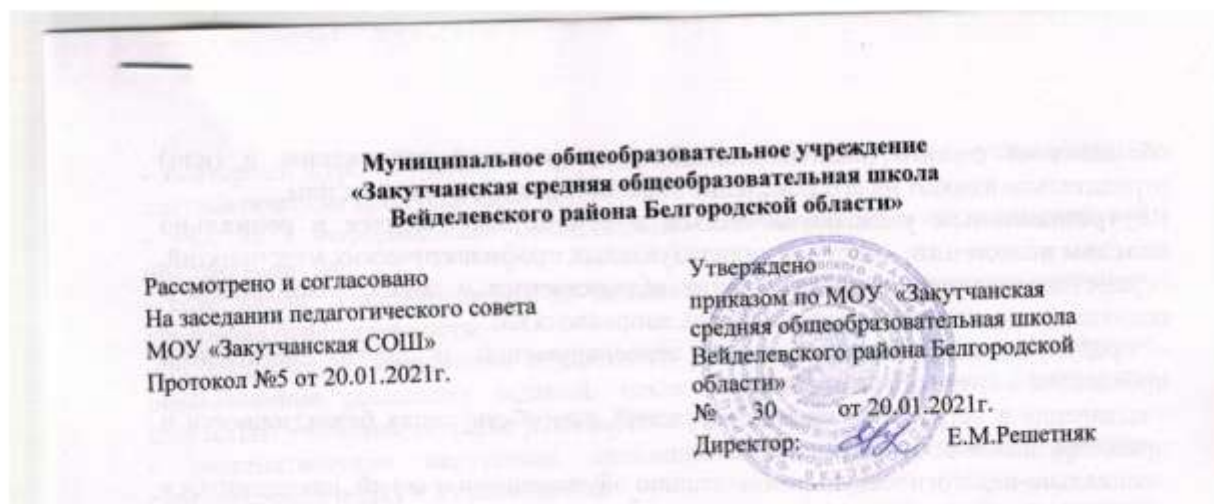 Муниципальное общеобразовательное учреждение
«Закутчанская средняя общеобразовательная школа
Вейделевского района Белгородской области»
Рассмотрено и согласовано
На заседании педагогического совета
МОУ «Закутчанская СОШ»
Протокол №5 от 20.01.2021г.
Утверждено
приказом по МОУ «Закутчанская
средняя общеобразовательная школа
Вейделевского района Белгородской
области»
№ 30 от 20.01.2021г.
Директор: Е.М.Решетняк